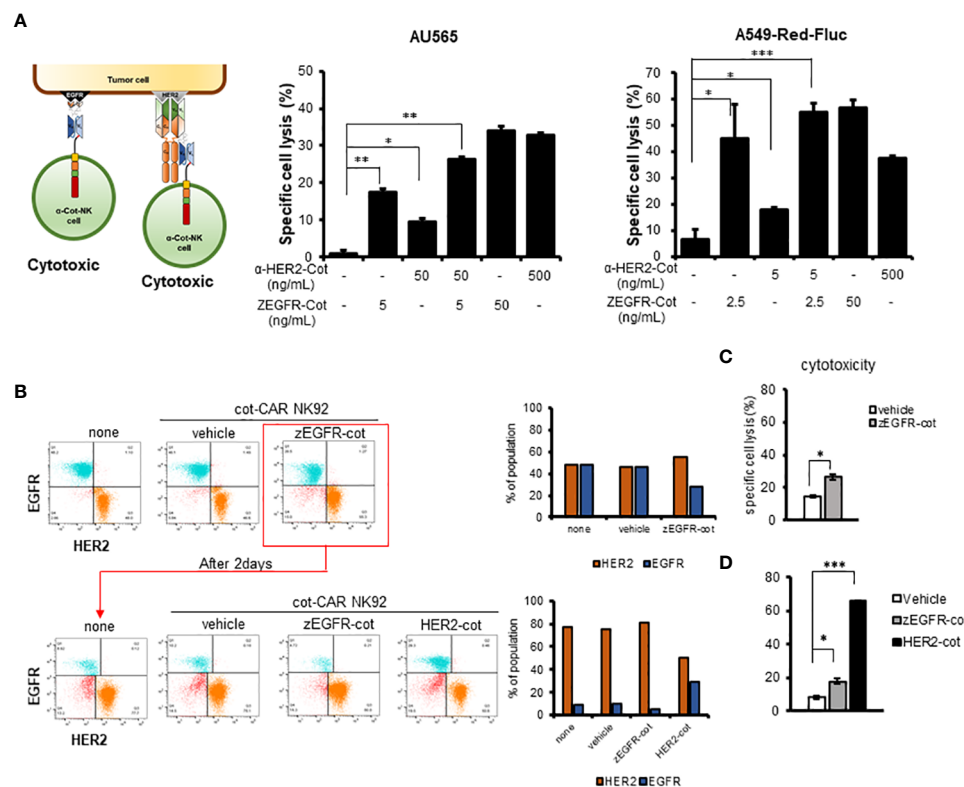 A
Tumor cell
EGFR
HER2
α-Cot-NK
cell
α-Cot-NK
cell
Cytotoxic
Cytotoxic
AU565
Specific cell lysis (%)
50
40
30
20
10
0
**
*
**
α-HER2-Cot - - 50 50 - 500
(ng/mL)
ZEGFR-Cot - 5 - 5 50 -
(ng/mL)
A549-Red-Fluc
Specific cell lysis (%)
70
60
50
40
30
20
10
0
***
*
*
α-HER2-Cot - - 5 5 - 500
(ng/mL)
ZEGFR-Cot - 2.5 - 2.5 50 -
(ng/mL)
B
cot-CAR NK92
none vehicle zEGFR-cot
EGFR
HER2
After 2days
cot-CAR NK92
none vehicle zEGFR-cot HER2-cot
EGFR
HER2
% of population
100
80
60
40
20
0
none vehicle zEGFR-cot
HER2 EGFR
% of population
100
80
60
40
20
0
none vehicle zEGFR-cot HER2-cot
HER2 EGFR
C
cytotoxicity
specific cell lysis (%)
80
60
40
20
0
*
vehicle
zEGFR-cot
D
80
60
40
20
0
***
*
Vehicle
zEGFR-co
HER2-cot